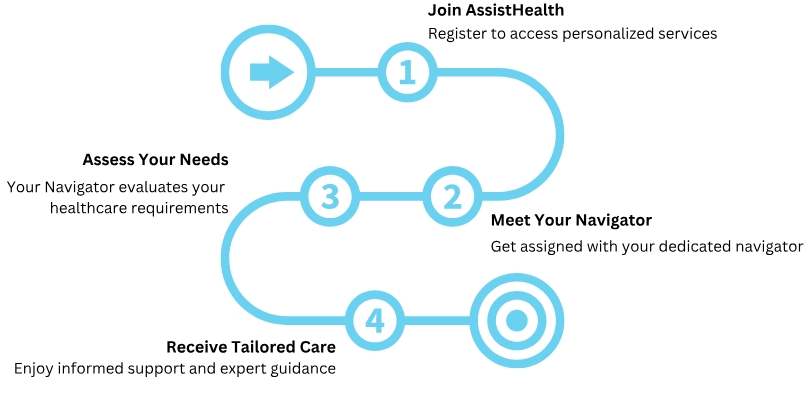 Join AssistHealth
Register to access personalized services
1
Assess Your Needs
Your Navigator evaluates your
healthcare requirements
3
2
Meet Your Navigator
Get assigned with your dedicated navigator
4
Receive Tailored Care
Enjoy informed support and expert guidance